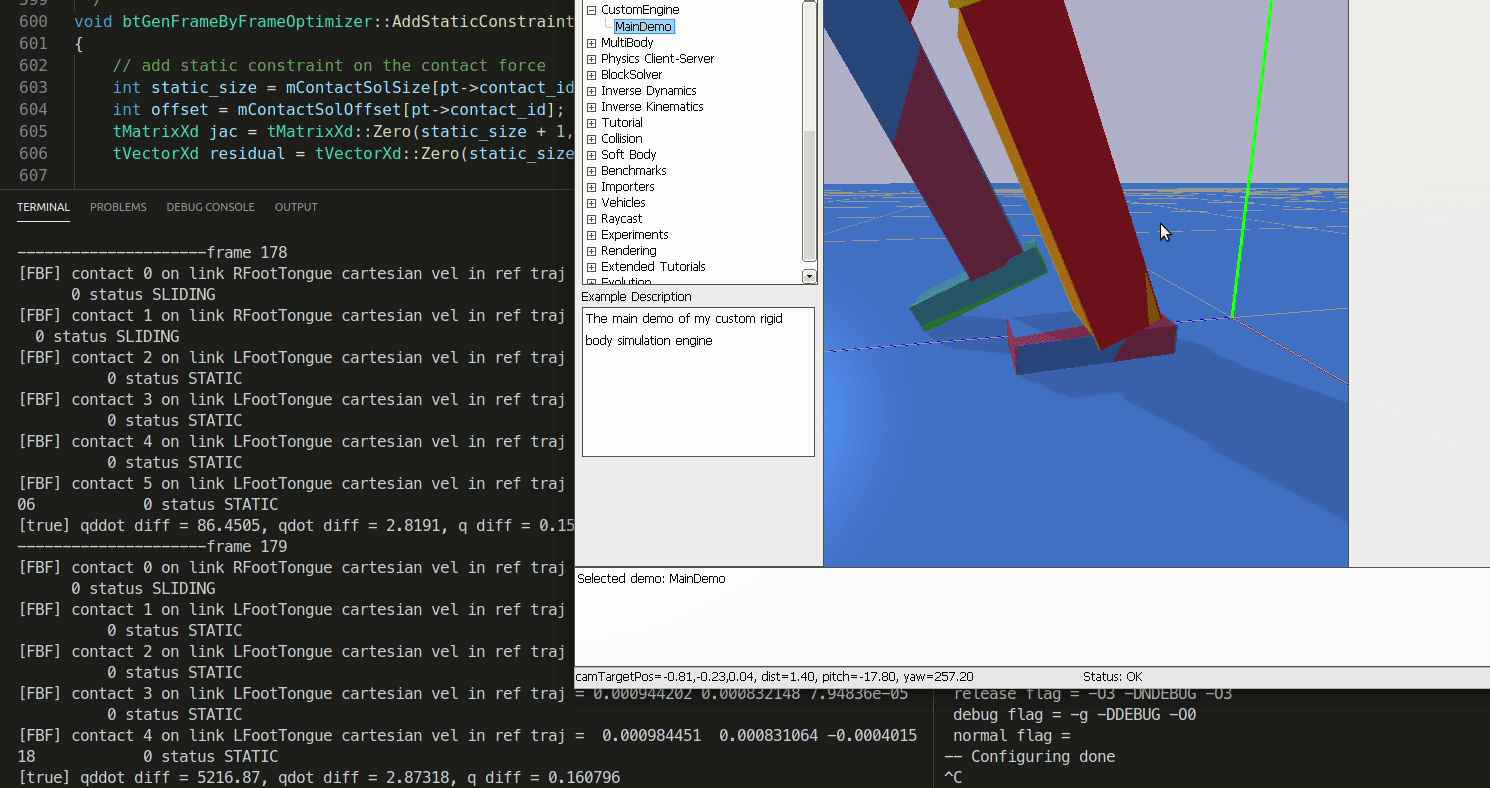 599 */
600 void btGenFrameByFrameOptimizer::AddStaticConstraint
601 {
602 // add static constraint on the contact force
603 int static_size = mContactSolSize[pt->contact_id
604 int offset = mContactSolOffset[pt->contact_id];
605 tMatrixXd jac = tMatrixXd::Zero(static_size + 1,
606 tVectorXd residual = tVectorXd::Zero(static_size
607
TERMINAL PROBLEMS DEBUG CONSOLE OUTPUT
---------------------frame 178
[FBF] contact 0 on link RFootTongue cartesian vel in ref traj
0 status SLIDING
[FBF] contact 1 on link RFootTongue cartesian vel in ref traj
0 status SLIDING
[FBF] contact 2 on link LFootTongue cartesian vel in ref traj
0 status STATIC
[FBF] contact 3 on link LFootTongue cartesian vel in ref traj
0 status STATIC
[FBF] contact 4 on link LFootTongue cartesian vel in ref traj
0 status STATIC
[FBF] contact 5 on link LFootTongue cartesian vel in ref traj
06 0 status STATIC
[true] qddot diff = 86.4505, qdot diff = 2.8191, q diff = 0.15
---------------------frame 179
[FBF] contact 0 on link RFootTongue cartesian vel in ref traj
0 status SLIDING
[FBF] contact 1 on link LFootTongue cartesian vel in ref traj
0 status STATIC
[FBF] contact 2 on link LFootTongue cartesian vel in ref traj
0 status STATIC
[FBF] contact 3 on link LFootTongue cartesian vel in ref traj = 0.000944202 0.000832148 7.94836e-05
0 status STATIC
[FBF] contact 4 on link LFootTongue cartesian vel in ref traj = 0.000984451 0.000831064 -0.0004015
18 0 status STATIC
[true] qddot diff = 5216.87, qdot diff = 2.87318, q diff = 0.160796
CustomEngine
MainDemo
MultiBody
Physics Client-Server
BlockSolver
Inverse Dynamics
Inverse Kinematics
Tutorial
Collision
Soft Body
Benchmarks
Importers
Vehicles
Raycast
Experiments
Rendering
Extended Tutorials
Evolution
Example Description
The main demo of my custom rigid
body simulation engine
Selected demo: MainDemo
camTargetPos=-0.81,-0.23,0.04, dist=1.40, pitch=-17.80, yaw=257.20 Status: OK
release flag = -O3 -DNDEBUG -O3
debug flag = -g -DDEBUG -O0
normal flag =
-- Configuring done
^C